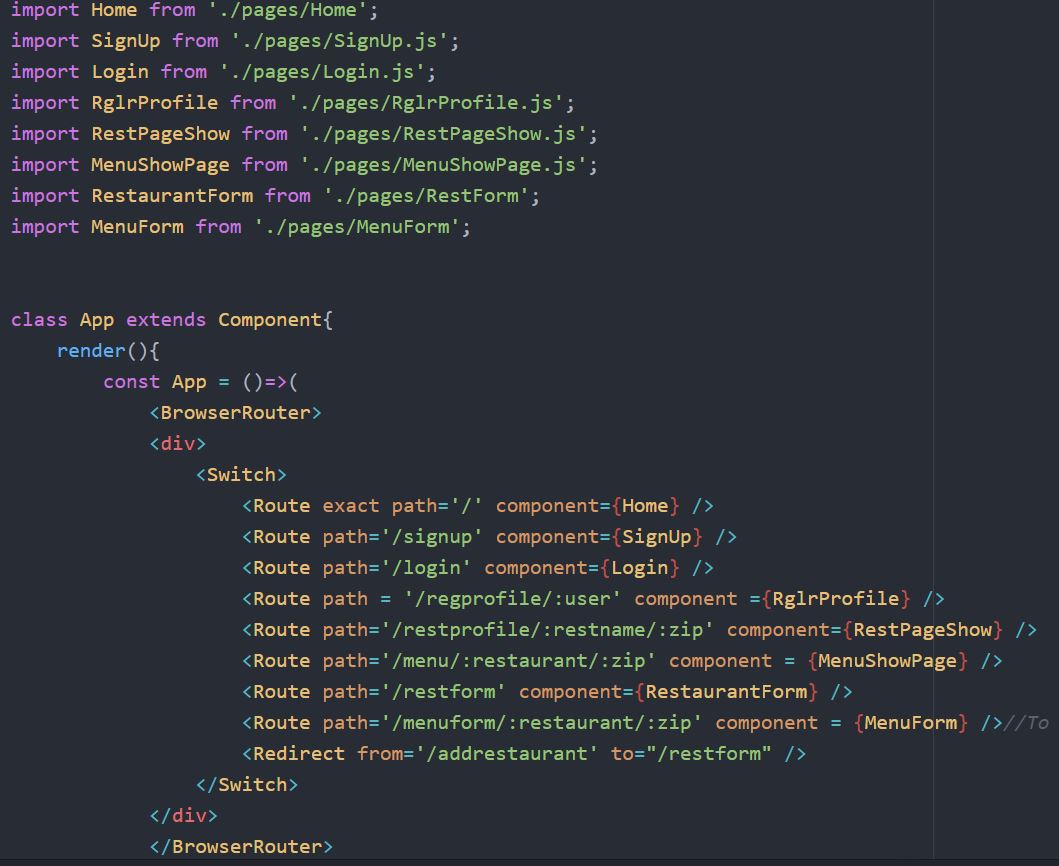 import Home from './pages/Home';
import SignUp from './pages/SignUp.js';
import Login from './pages/Login.js';
import RglrProfile from './pages/RglrProfile.js';
import RestPageShow from './pages/RestPageShow.js';
import MenuShowPage from './pages/MenuShowPage.js';
import RestaurantForm from './pages/RestForm';
import MenuForm from './pages/MenuForm';
class App extends Component{
render(){
const App = ()=>(
<BrowserRouter>
<div>
<Switch>
<Route exact path='/' component={Home} />
<Route path='/signup' component={SignUp} />
<Route path='/login' component={Login} />
<Route path = '/regprofile/:user' component ={RglrProfile} />
<Route path='/restprofile/:restname/:zip' component={RestPageShow} />
<Route path='/menu/:restaurant/:zip' component = {MenuShowPage} />
<Route path='/restform' component={RestaurantForm} />
<Route path='/menuform/:restaurant/:zip' component = {MenuForm} />//To
<Redirect from='/addrestaurant' to="/restform" />
</Switch>
</div>
</BrowserRouter>